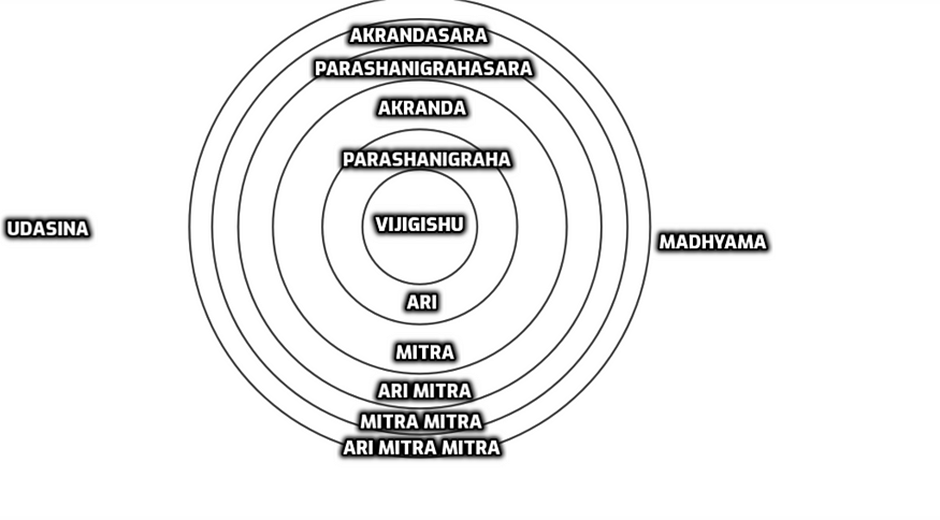 AKRANDASARA
PARASHANIGRAHASARA
AKRANDA
PARASHANIGRAHA
VIJIGISHU
UDASINA
MADHYAMA
ARI
MITRA
ARI MITRA
MITRA MITRA
ARI MITRA MITRA